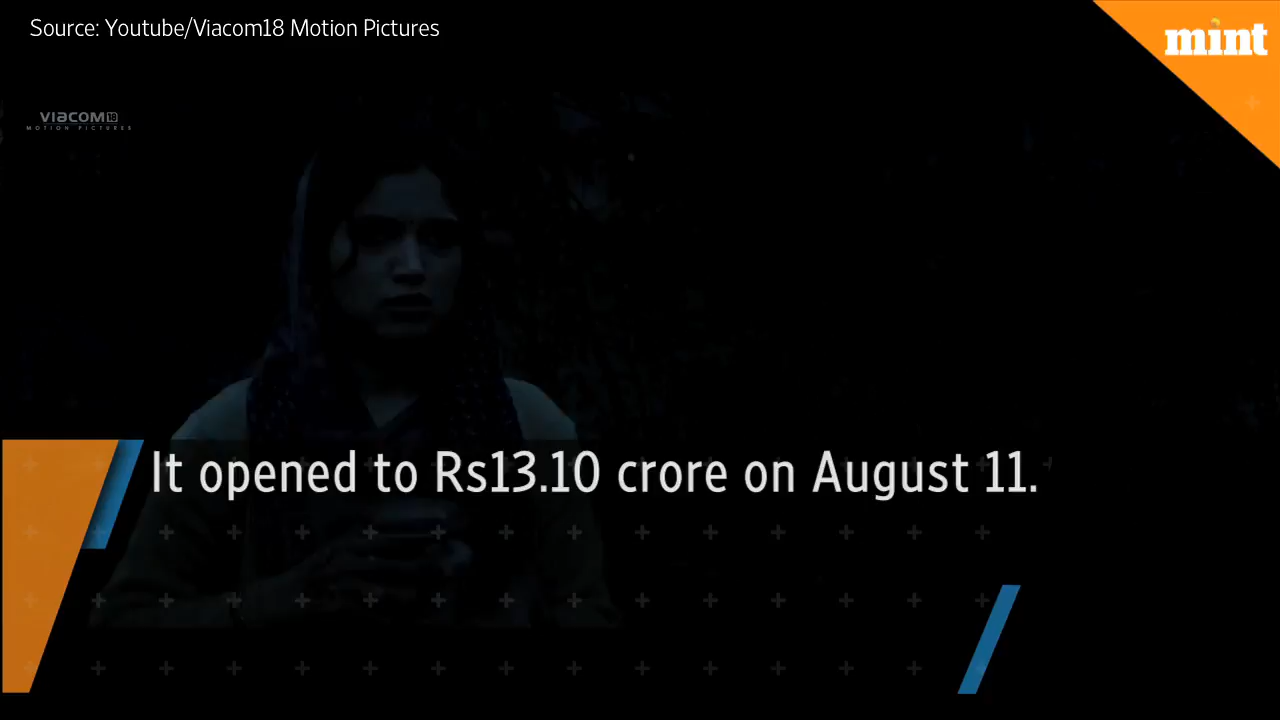 Source: Youtube/Viacom18 Motion Pictures
mint
VIACOM18
MOTION PICTURES
It opened to Rs13.10 crore on August 11.